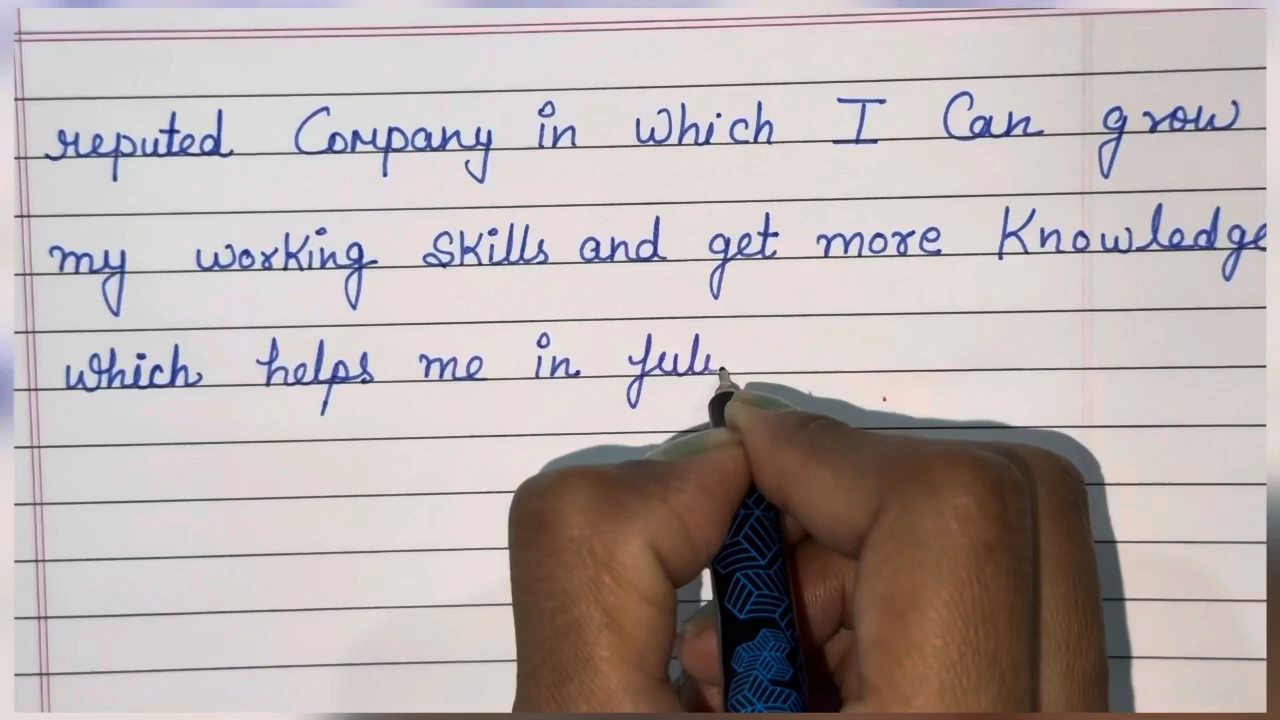 reputed Company in which I Can grow
my working skills and get more Knowledge
which helps me in